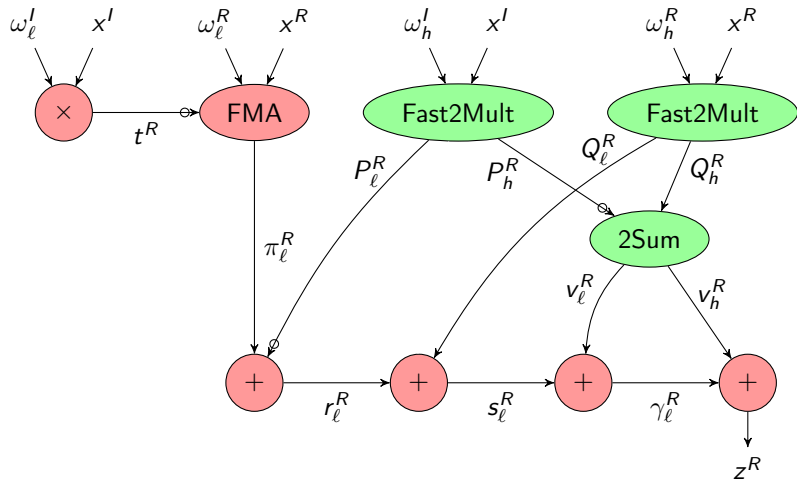 ω_ℓ^I x^I ω_ℓ^R x^R ω_h^I x^I ω_h^R x^R
× FMA Fast2Mult Fast2Mult
t^R
P_ℓ^R P_h^R Q_ℓ^R Q_h^R
π_ℓ^R 2Sum
v_ℓ^R v_h^R
+ + + +
r_ℓ^R s_ℓ^R γ_ℓ^R
z^R